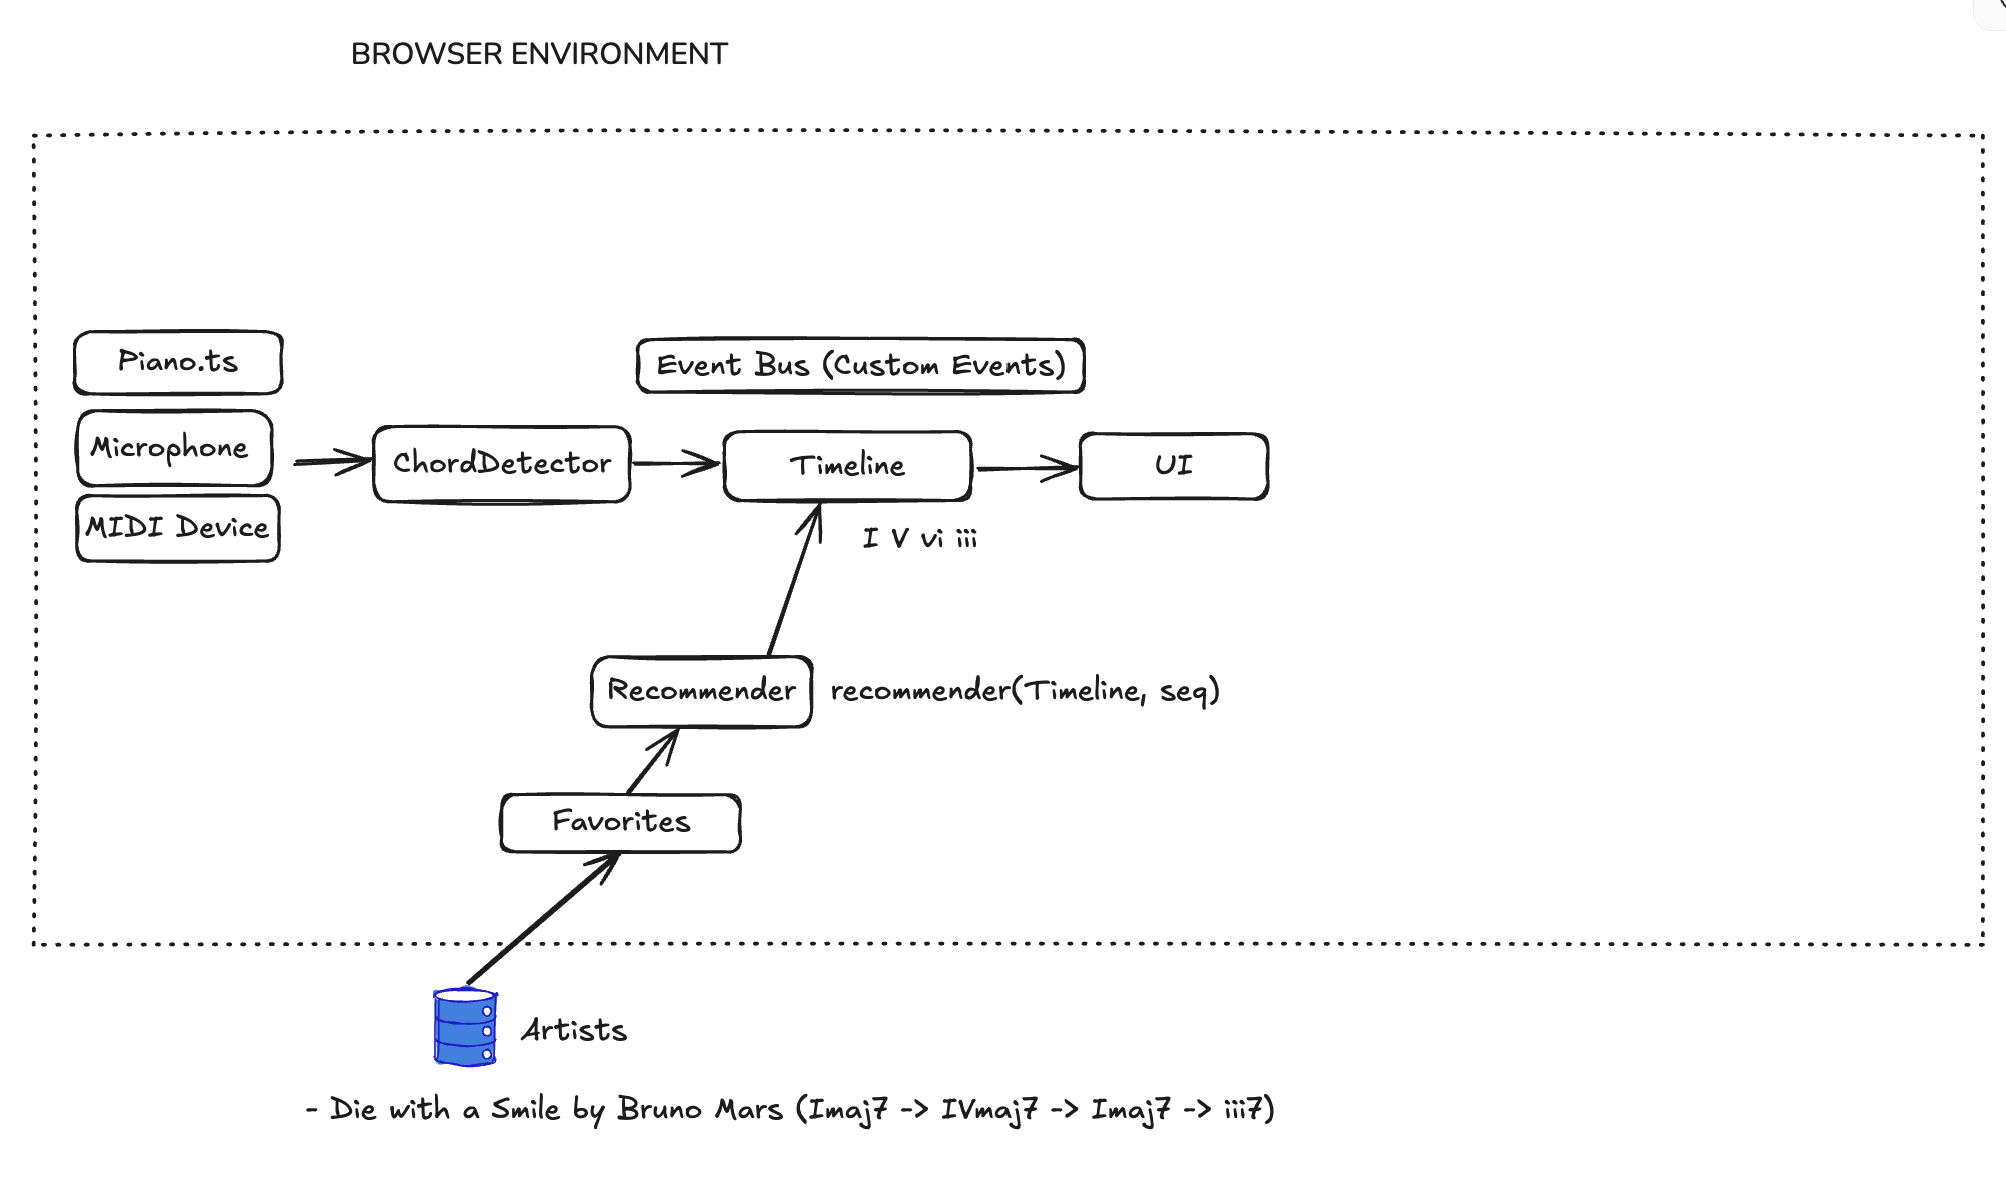 BROWSER ENVIRONMENT
Piano.ts
Event Bus (Custom Events)
Microphone
ChordDetector
Timeline
UI
MIDI Device
I V vi iii
Recommender
recommender(Timeline, seq)
Favorites
Artists
- Die with a Smile by Bruno Mars (Imaj7 -> IVmaj7 -> Imaj7 -> iii7)